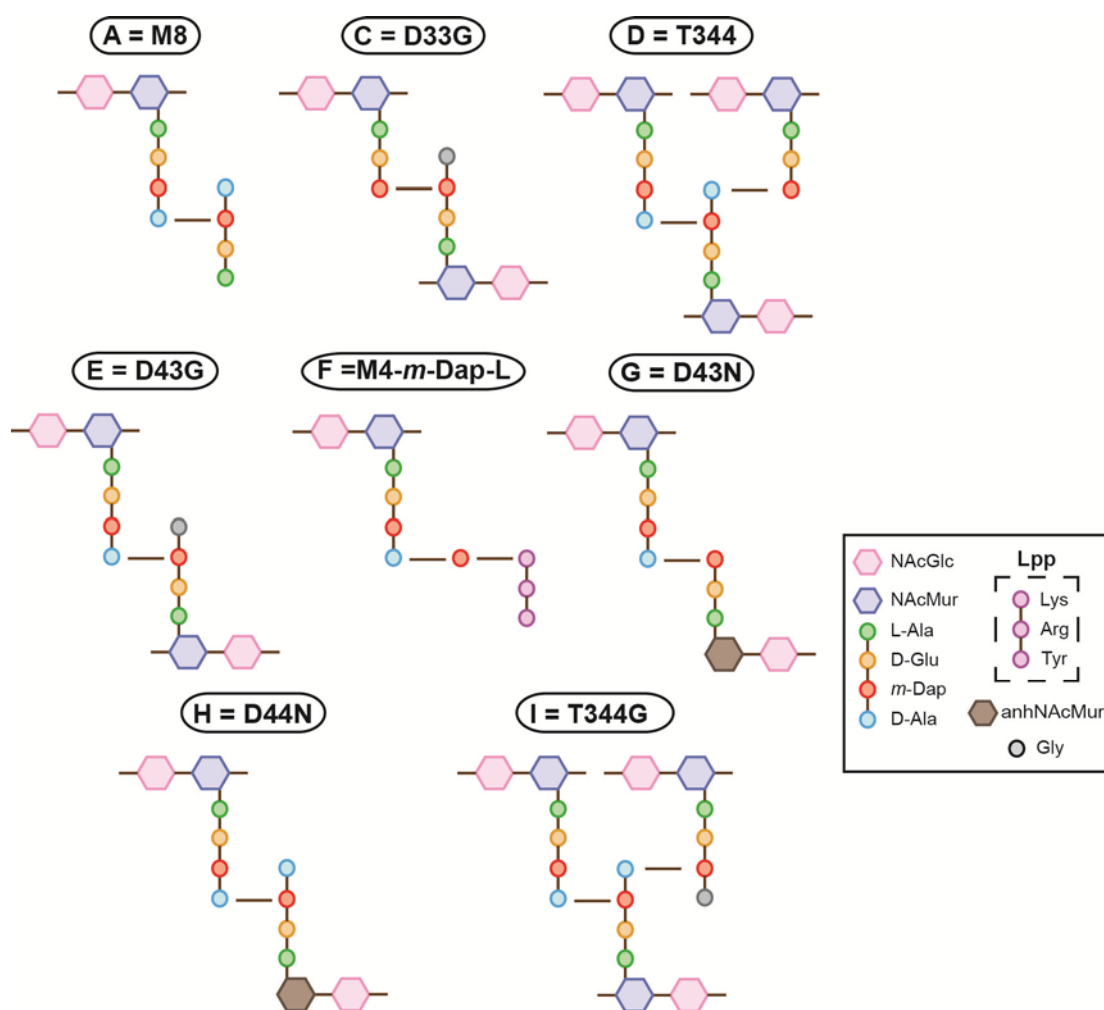 A = M8
C = D33G
D = T344
E = D43G
F =M4-m-Dap-L
G = D43N
NAcGlc
NAcMur
L-Ala
D-Glu
m-Dap
D-Ala
Lpp
Lys
Arg
Tyr
anhNAcMur
Gly
H = D44N
I = T344G